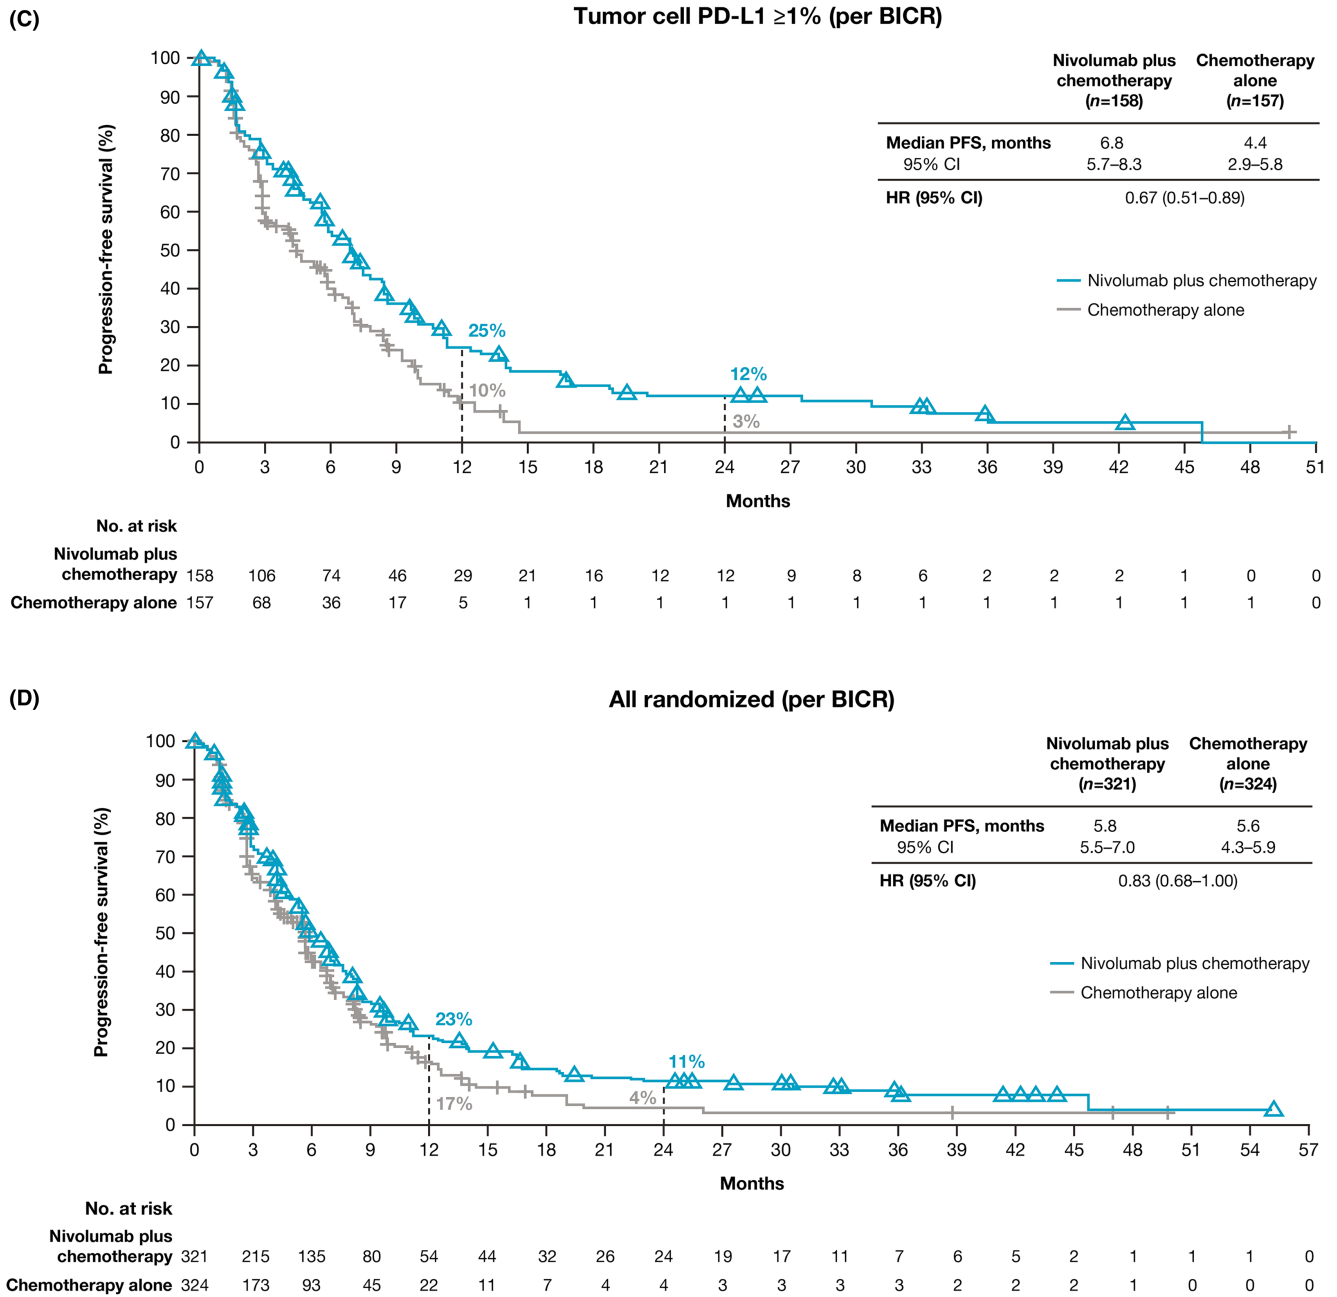 (C)
Tumor cell PD-L1 ≥1% (per BICR)
Nivolumab plus chemotherapy (n=158)
Chemotherapy alone (n=157)
Median PFS, months 6.8 4.4
95% CI 5.7–8.3 2.9–5.8
HR (95% CI) 0.67 (0.51–0.89)
Nivolumab plus chemotherapy
Chemotherapy alone
Progression-free survival (%)
100
90
80
70
60
50
40
30
20
10
0
25%
10%
12%
3%
0 3 6 9 12 15 18 21 24 27 30 33 36 39 42 45 48 51
Months
No. at risk
Nivolumab plus
chemotherapy 158 106 74 46 29 21 16 12 12 9 8 6 2 2 2 1 0 0
Chemotherapy alone 157 68 36 17 5 1 1 1 1 1 1 1 1 1 1 1 1 0
(D)
All randomized (per BICR)
Nivolumab plus chemotherapy (n=321)
Chemotherapy alone (n=324)
Median PFS, months 5.8 5.6
95% CI 5.5–7.0 4.3–5.9
HR (95% CI) 0.83 (0.68–1.00)
Nivolumab plus chemotherapy
Chemotherapy alone
Progression-free survival (%)
100
90
80
70
60
50
40
30
20
10
0
23%
17%
11%
4%
0 3 6 9 12 15 18 21 24 27 30 33 36 39 42 45 48 51 54 57
Months
No. at risk
Nivolumab plus
chemotherapy 321 215 135 80 54 44 32 26 24 19 17 11 7 6 5 2 1 1 1 0
Chemotherapy alone 324 173 93 45 22 11 7 4 4 3 3 3 3 2 2 2 1 0 0 0